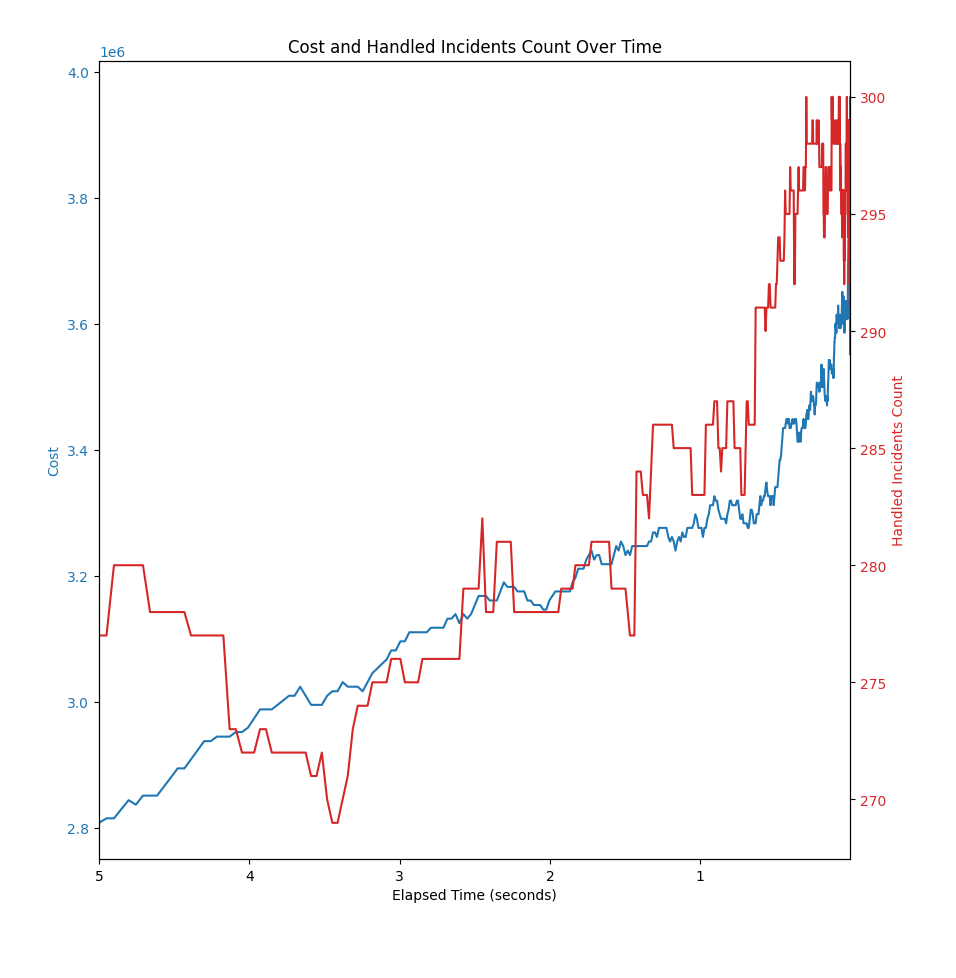 Cost and Handled Incidents Count Over Time
1e6
4.0
3.8
3.6
3.4
3.2
3.0
2.8
Cost
300
295
290
285
280
275
270
Handled Incidents Count
5 4 3 2 1
Elapsed Time (seconds)